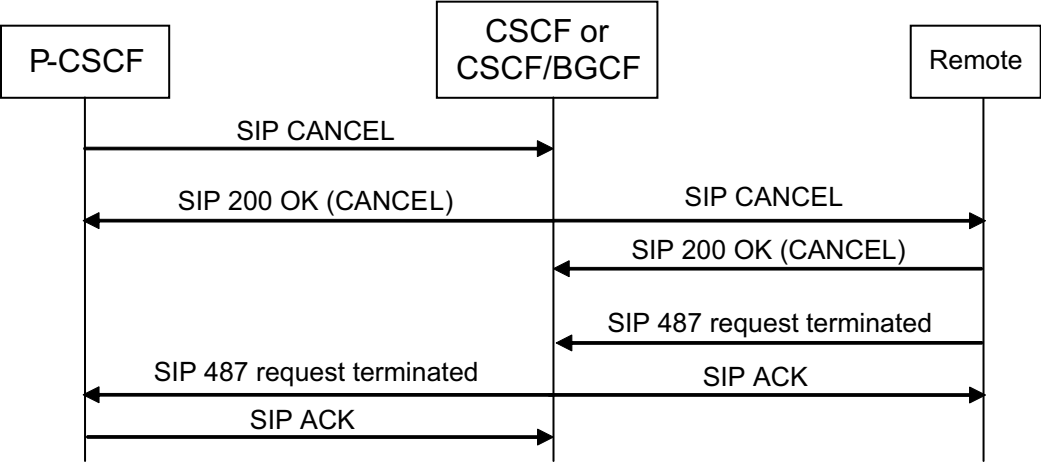 P-CSCF
CSCF or
CSCF/BGCF
Remote
SIP CANCEL
SIP 200 OK (CANCEL)
SIP CANCEL
SIP 200 OK (CANCEL)
SIP 487 request terminated
SIP 487 request terminated
SIP ACK
SIP ACK